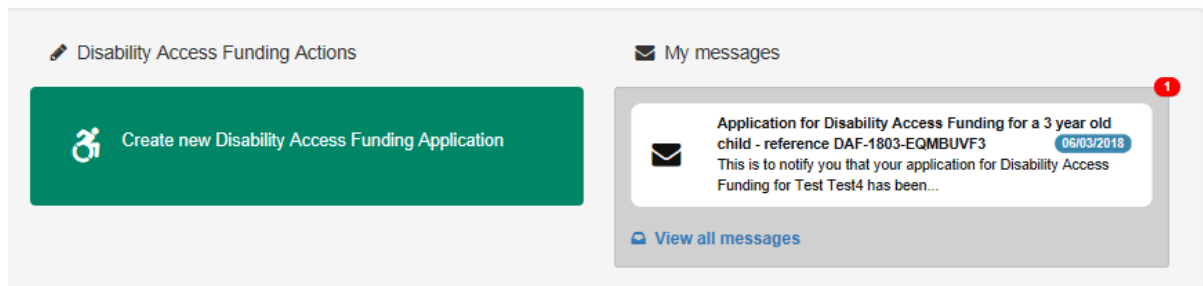 Disability Access Funding Actions
Create new Disability Access Funding Application
My messages
1
Application for Disability Access Funding for a 3 year old
child - reference DAF-1803-EQMBUVF3 06/03/2018
This is to notify you that your application for Disability Access
Funding for Test Test4 has been...
View all messages